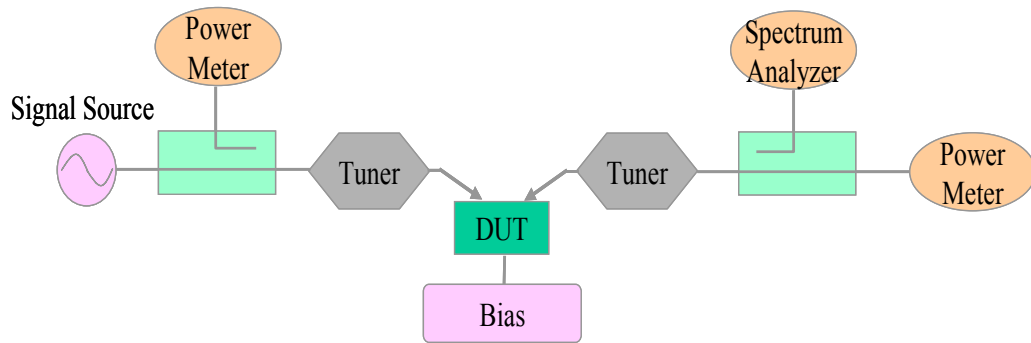 Power
Meter
Spectrum
Analyzer
Signal Source
Tuner
Tuner
Power
Meter
DUT
Bias